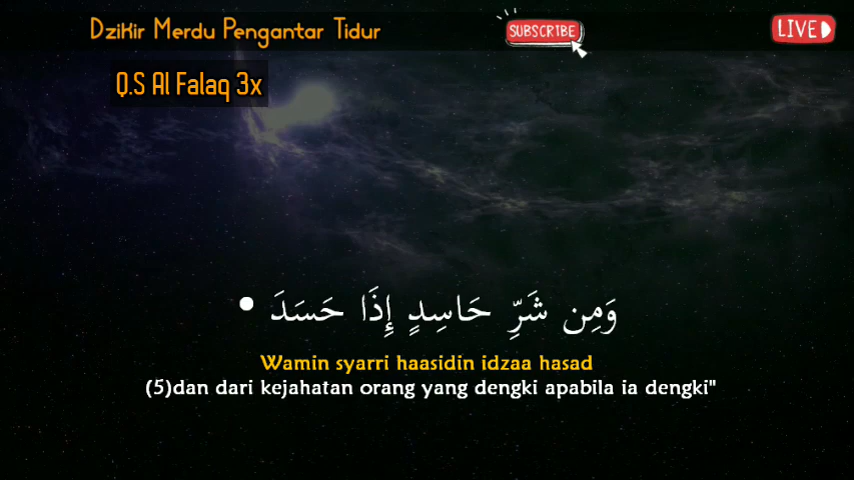 Dzikir Merdu Pengantar Tidur
SUBSCRIBE
LIVE
Q.S Al Falaq 3x
وَمِن شَرِّ حَاسِدٍ إِذَا حَسَدَ •
Wamin syarri haasidin idzaa hasad
(5)dan dari kejahatan orang yang dengki apabila ia dengki"